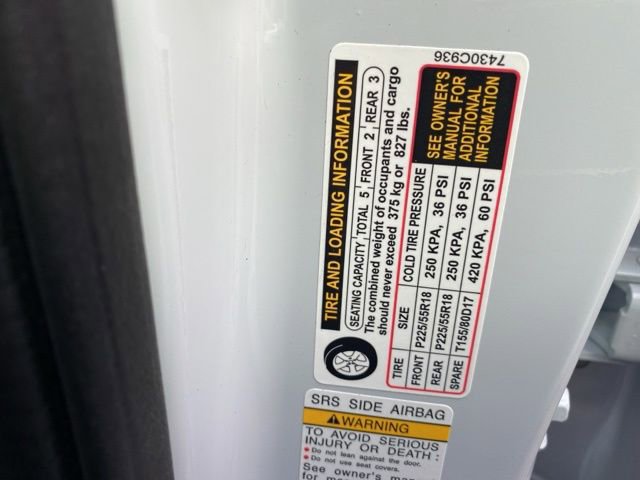 TIRE AND LOADING INFORMATION
SEATING CAPACITY TOTAL 5 FRONT 2 REAR 3
The combined weight of occupants and cargo
should never exceed 375 kg or 827 lbs.
TIRE SIZE COLD TIRE PRESSURE
FRONT P225/55R18 250 KPA, 36 PSI
REAR P225/55R18 250 KPA, 36 PSI
SPARE T155/80D17 420 KPA, 60 PSI
SEE OWNER'S
MANUAL FOR
ADDITIONAL
INFORMATION
7430C936
SRS SIDE AIRBAG
WARNING
TO AVOID SERIOUS
INJURY OR DEATH :
• Do not lean against the door.
• Do not use seat covers.
See owner's